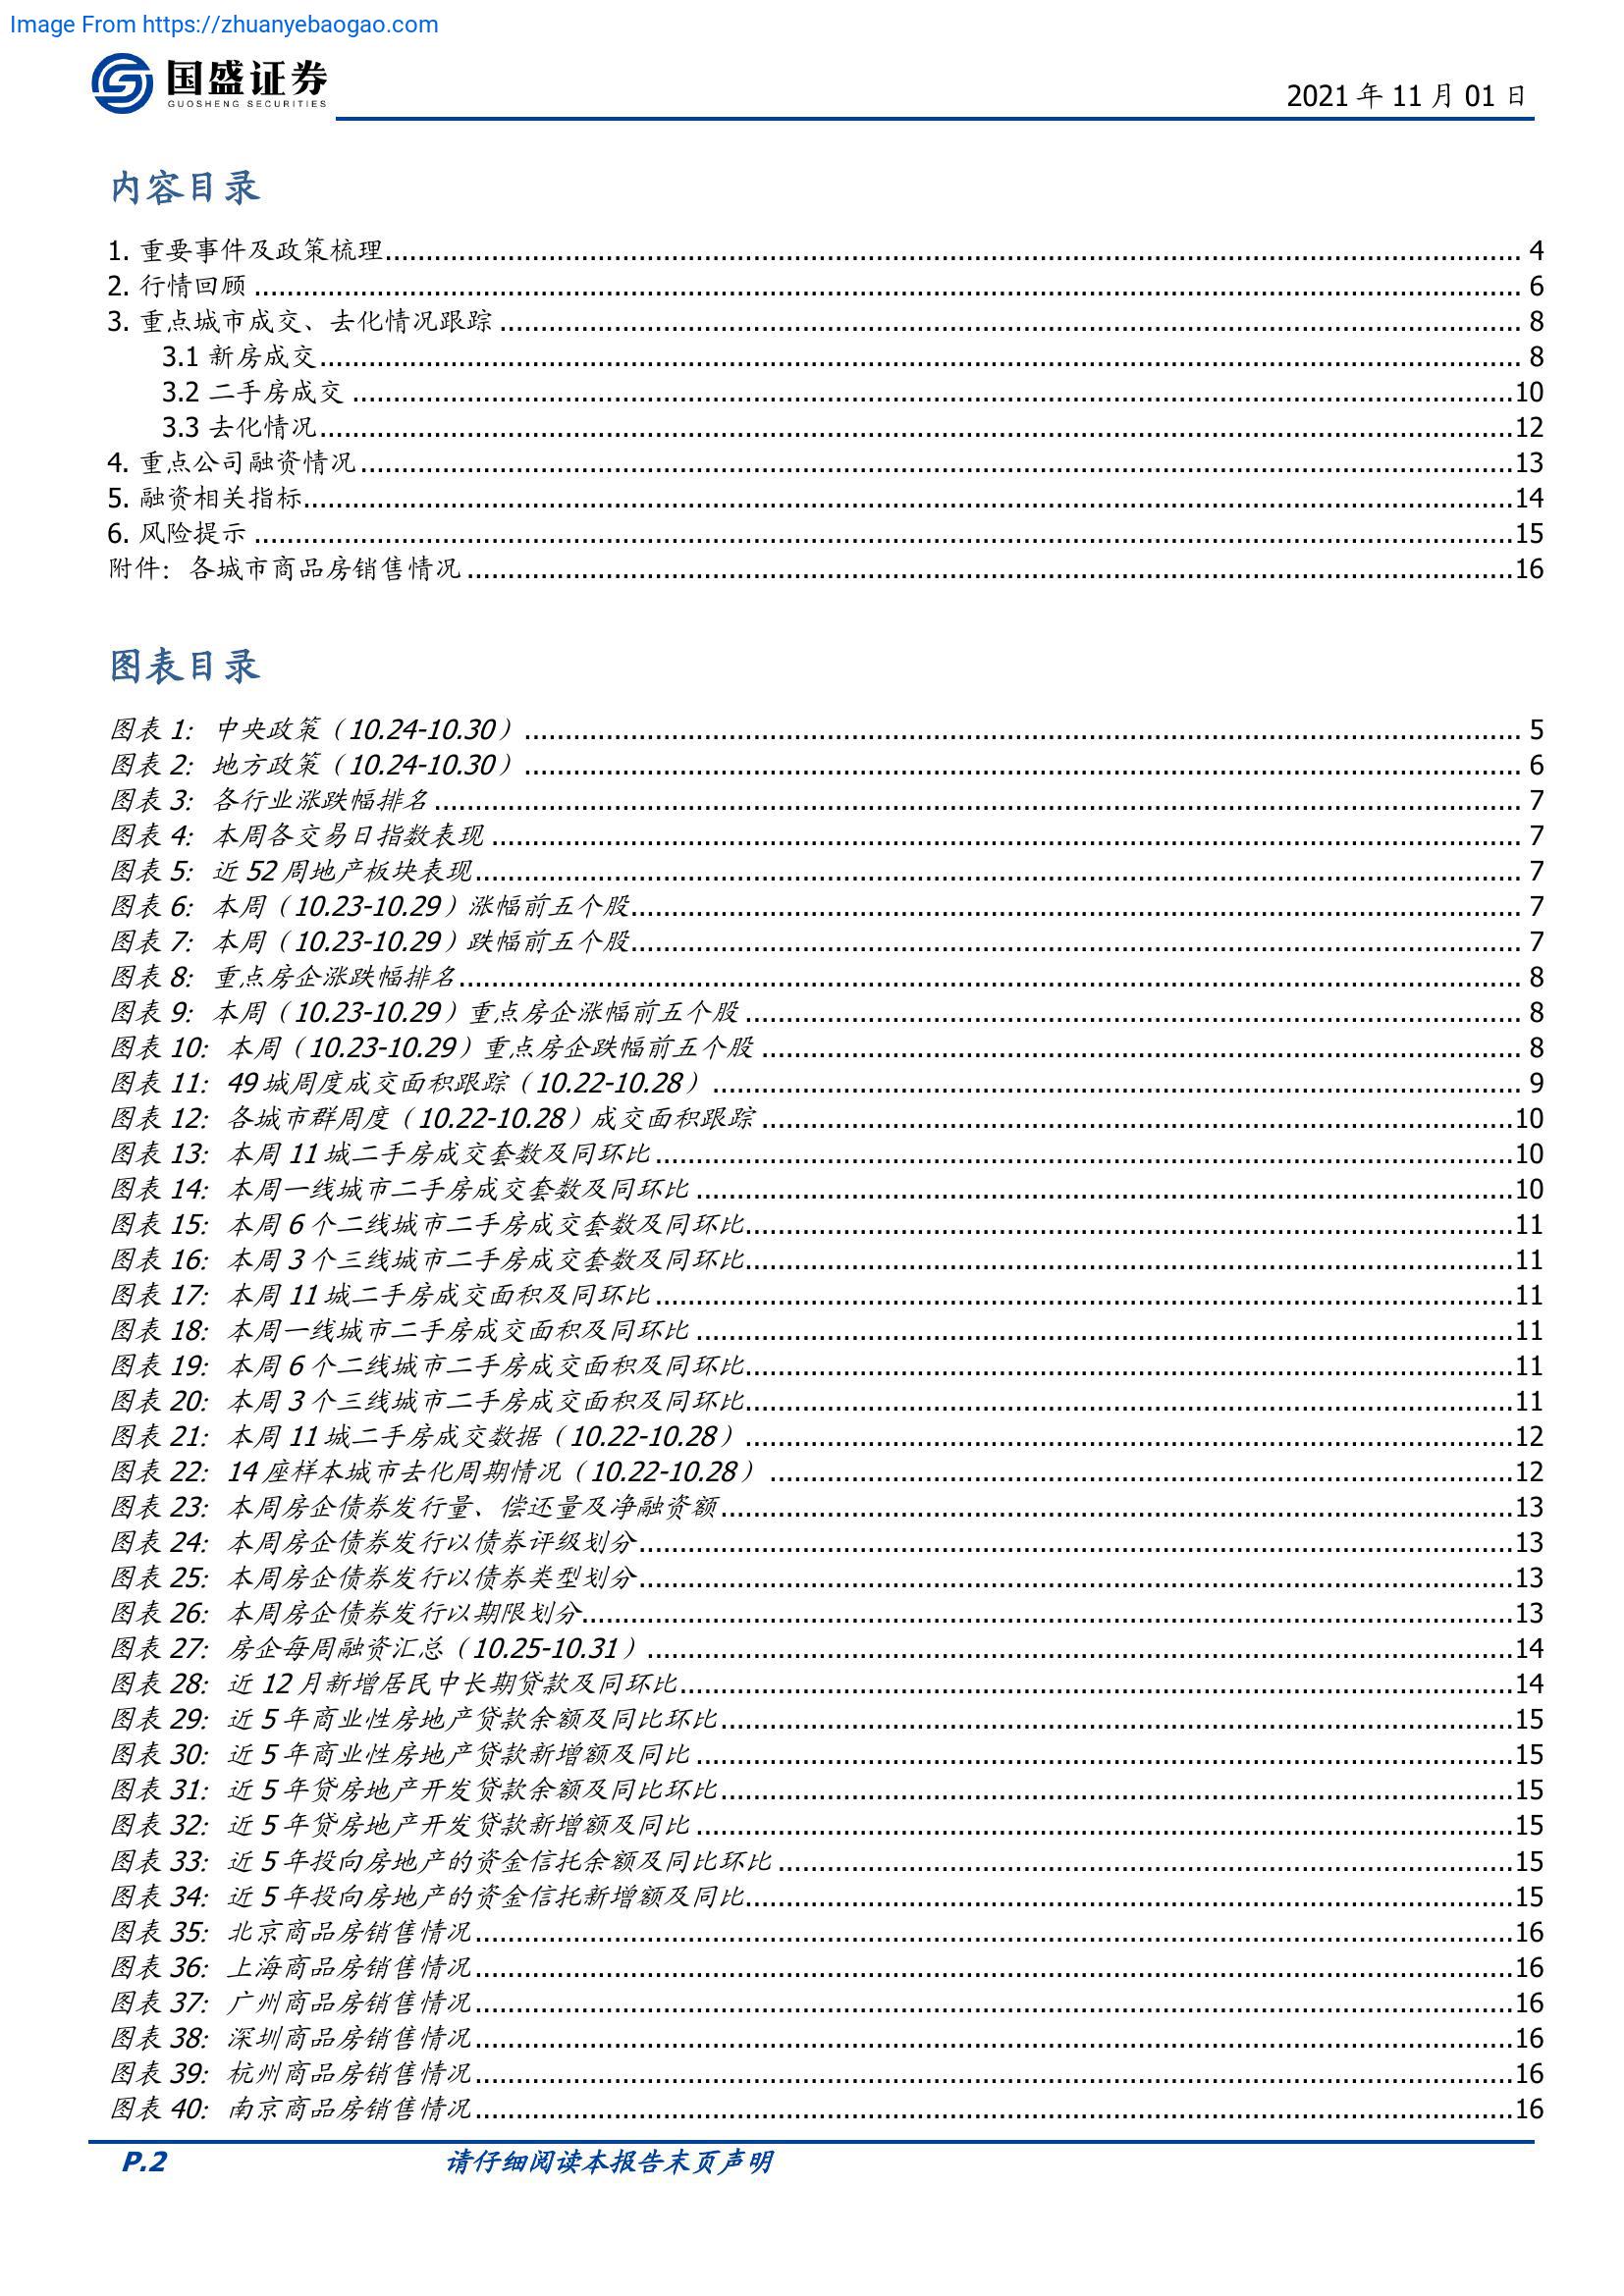 Image From https://zhuanyebaogao.com
国盛证券
GUOSHENG SECURITIES
2021 年 11 月 01 日
内容目录
1. 重要事件及政策梳理 4
2. 行情回顾 6
3. 重点城市成交、去化情况跟踪 8
3.1 新房成交 8
3.2 二手房成交 10
3.3 去化情况 12
4. 重点公司融资情况 13
5. 融资相关指标 14
6. 风险提示 15
附件：各城市商品房销售情况 16
图表目录
图表 1：中央政策（10.24-10.30） 5
图表 2：地方政策（10.24-10.30） 6
图表 3：各行业涨跌幅排名 7
图表 4：本周各交易日指数表现 7
图表 5：近 52 周地产板块表现 7
图表 6：本周（10.23-10.29）涨幅前五个股 7
图表 7：本周（10.23-10.29）跌幅前五个股 7
图表 8：重点房企涨跌幅排名 8
图表 9：本周（10.23-10.29）重点房企涨幅前五个股 8
图表 10：本周（10.23-10.29）重点房企跌幅前五个股 8
图表 11：49 城周度成交面积跟踪（10.22-10.28） 9
图表 12：各城市群周度（10.22-10.28）成交面积跟踪 10
图表 13：本周 11 城二手房成交套数及同环比 10
图表 14：本周一线城市二手房成交套数及同环比 10
图表 15：本周 6 个二线城市二手房成交套数及同环比 11
图表 16：本周 3 个三线城市二手房成交套数及同环比 11
图表 17：本周 11 城二手房成交面积及同环比 11
图表 18：本周一线城市二手房成交面积及同环比 11
图表 19：本周 6 个二线城市二手房成交面积及同环比 11
图表 20：本周 3 个三线城市二手房成交面积及同环比 11
图表 21：本周 11 城二手房成交数据（10.22-10.28） 12
图表 22：14 座样本城市去化周期情况（10.22-10.28） 12
图表 23：本周房企债券发行量、偿还量及净融资额 13
图表 24：本周房企债券发行以债券评级划分 13
图表 25：本周房企债券发行以债券类型划分 13
图表 26：本周房企债券发行以期限划分 13
图表 27：房企每周融资汇总（10.25-10.31） 14
图表 28：近 12 月新增居民中长期贷款及同环比 14
图表 29：近 5 年商业性房地产贷款余额及同比环比 15
图表 30：近 5 年商业性房地产贷款新增额及同比 15
图表 31：近 5 年贷房地产开发贷款余额及同比环比 15
图表 32：近 5 年贷房地产开发贷款新增额及同比 15
图表 33：近 5 年投向房地产的资金信托余额及同比环比 15
图表 34：近 5 年投向房地产的资金信托新增额及同比 15
图表 35：北京商品房销售情况 16
图表 36：上海商品房销售情况 16
图表 37：广州商品房销售情况 16
图表 38：深圳商品房销售情况 16
图表 39：杭州商品房销售情况 16
图表 40：南京商品房销售情况 16
P.2 请仔细阅读本报告末页声明